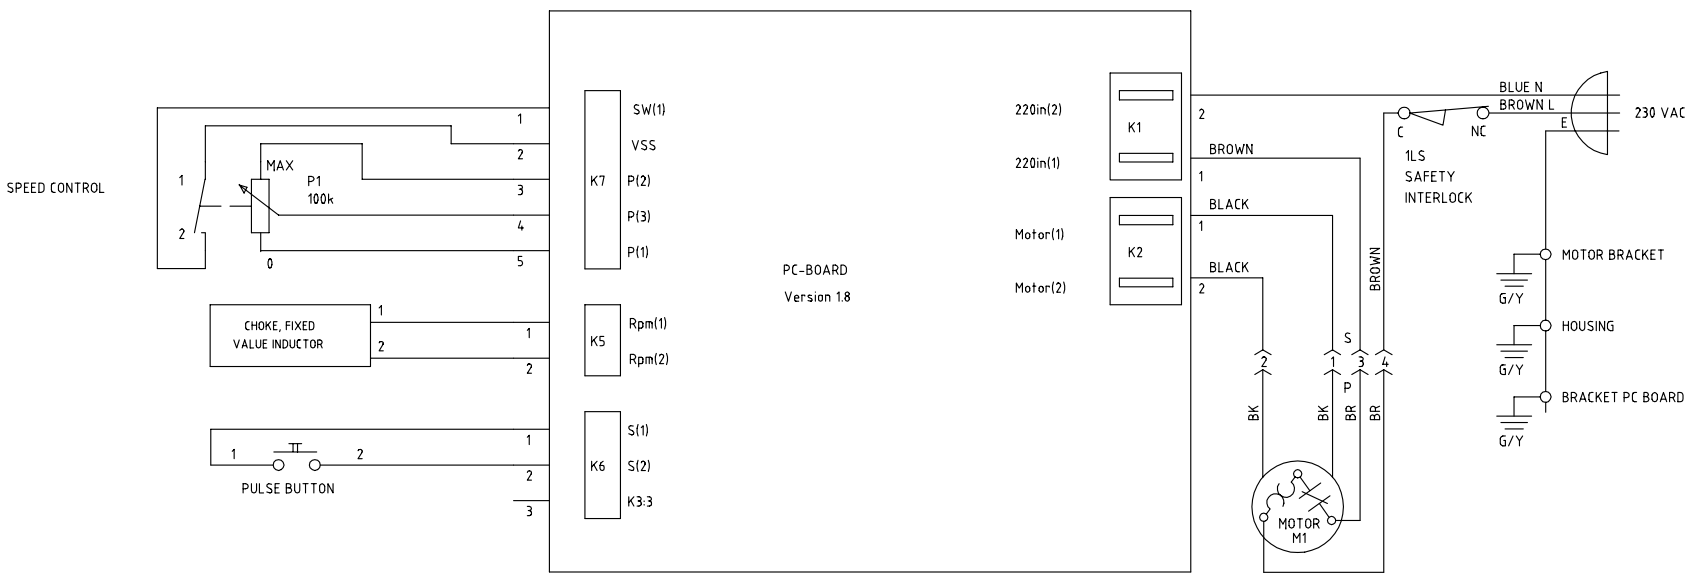 SPEED CONTROL
1
2
MAX
P1
100k
0
1
2
3
4
5
K7
SW(1)
VSS
P(2)
P(3)
P(1)
CHOKE, FIXED
VALUE INDUCTOR
1
2
1
2
K5
Rpm(1)
Rpm(2)
1
2
PULSE BUTTON
1
2
3
K6
S(1)
S(2)
K3:3
PC-BOARD
Version 1.8
220in(2)
220in(1)
K1
2
1
Motor(1)
Motor(2)
K2
1
2
BROWN
BLACK
BLACK
BLUE N
BROWN L
E
230 VAC
C
NC
1LS
SAFETY
INTERLOCK
BROWN
S
2
1
3
4
P
BK
BK
BR
BR
MOTOR
M1
MOTOR BRACKET
G/Y
HOUSING
G/Y
BRACKET PC BOARD
G/Y